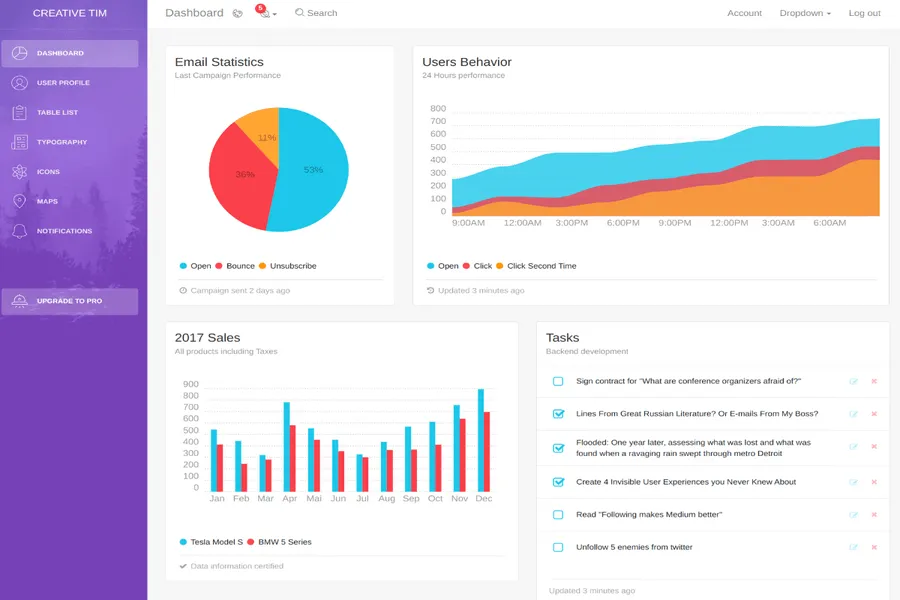 CREATIVE TIM
DASHBOARD
USER PROFILE
TABLE LIST
TYPOGRAPHY
ICONS
MAPS
NOTIFICATIONS
UPGRADE TO PRO
Dashboard 5 Search Account Dropdown Log out
Email Statistics
Last Campaign Performance
11%
36% 53%
Open Bounce Unsubscribe
Campaign sent 2 days ago
Users Behavior
24 Hours performance
800
700
600
500
400
300
200
100
0
9:00AM 12:00AM 3:00PM 6:00PM 9:00PM 12:00PM 3:00AM 6:00AM
Open Click Click Second Time
Updated 3 minutes ago
2017 Sales
All products including Taxes
900
800
700
600
500
400
300
200
100
0
Jan Feb Mar Apr Mai Jun Jul Aug Sep Oct Nov Dec
Tesla Model S BMW 5 Series
Data information certified
Tasks
Backend development
Sign contract for "What are conference organizers afraid of?"
Lines From Great Russian Literature? Or E-mails From My Boss?
Flooded: One year later, assessing what was lost and what was
found when a ravaging rain swept through metro Detroit
Create 4 Invisible User Experiences you Never Knew About
Read "Following makes Medium better"
Unfollow 5 enemies from twitter
Updated 3 minutes ago